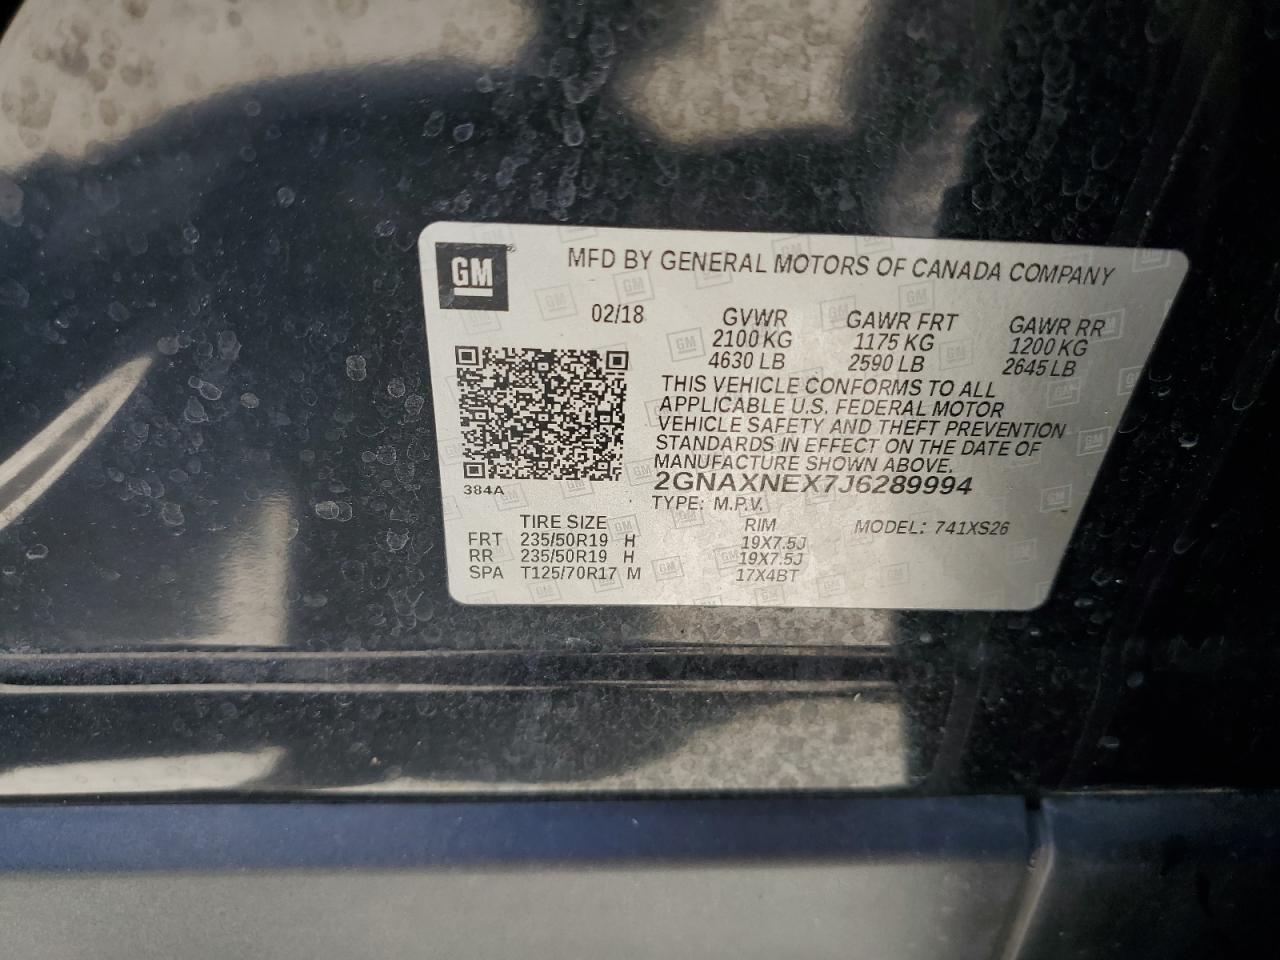 GM
MFD BY GENERAL MOTORS OF CANADA COMPANY
02/18 GVWR GAWR FRT GAWR RR
2100 KG 1175 KG 1200 KG
4630 LB 2590 LB 2645 LB
THIS VEHICLE CONFORMS TO ALL
APPLICABLE U.S. FEDERAL MOTOR
VEHICLE SAFETY AND THEFT PREVENTION
STANDARDS IN EFFECT ON THE DATE OF
MANUFACTURE SHOWN ABOVE.
384A
2GNAXNEX7J6289994
TYPE: M.P.V.
TIRE SIZE RIM MODEL: 741XS26
FRT 235/50R19 H 19X7.5J
RR 235/50R19 H 19X7.5J
SPA T125/70R17 M 17X4BT